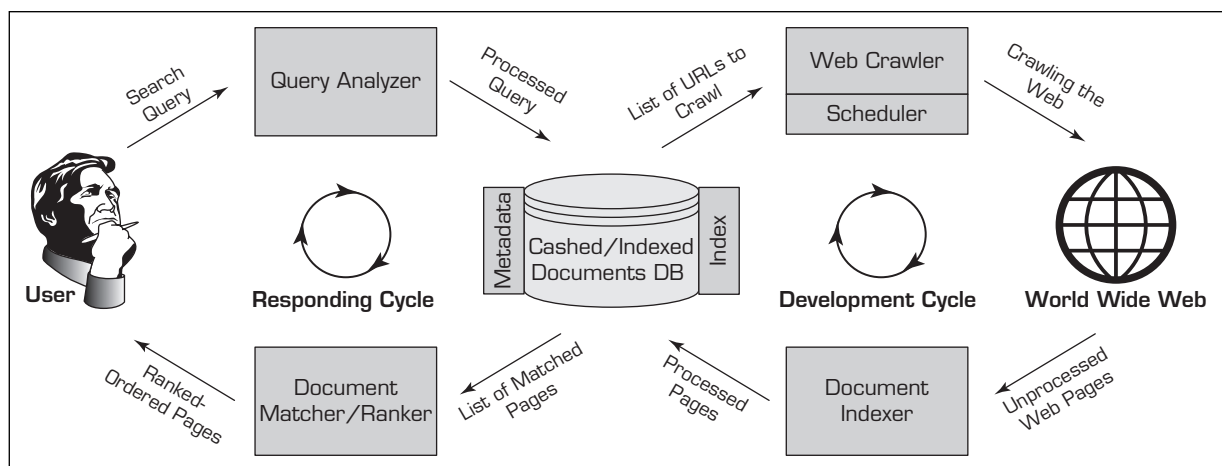 Search
Query
Query Analyzer
Processed
Query
List of URLs to
Crawl
Web Crawler
Scheduler
Crawling the
Web
User
Responding Cycle
Metadata
Cashed/Indexed
Documents DB
Index
Development Cycle
World Wide Web
Ranked-
Ordered Pages
Document
Matcher/Ranker
List of Matched
Pages
Processed
Pages
Document
Indexer
Unprocessed
Web Pages